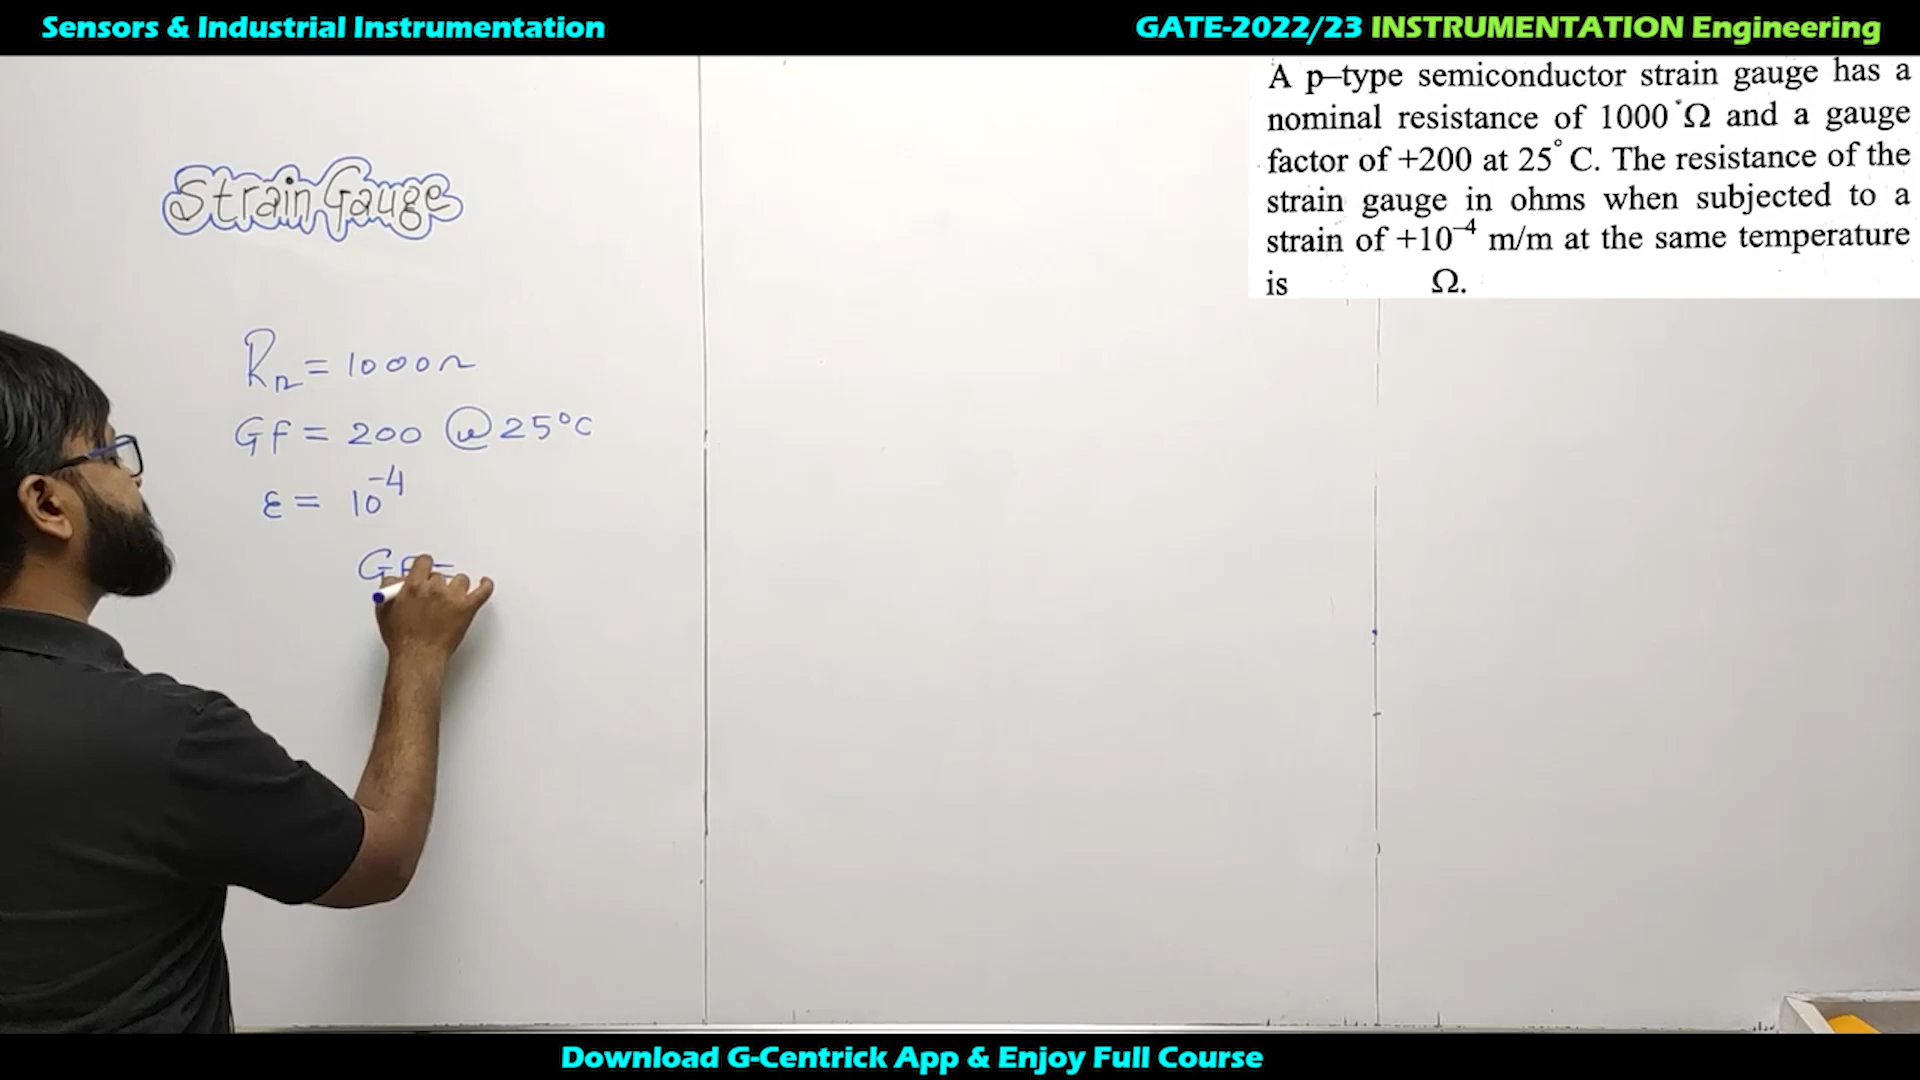 Sensors & Industrial Instrumentation
GATE-2022/23 INSTRUMENTATION Engineering
A p–type semiconductor strain gauge has a
nominal resistance of 1000 Ω and a gauge
factor of +200 at 25° C. The resistance of the
strain gauge in ohms when subjected to a
strain of +10⁻⁴ m/m at the same temperature
is Ω.
Strain Gauge
Rn = 1000Ω
Gf = 200 @ 25°C
ε = 10⁻⁴
Gf =
Download G-Centrick App & Enjoy Full Course